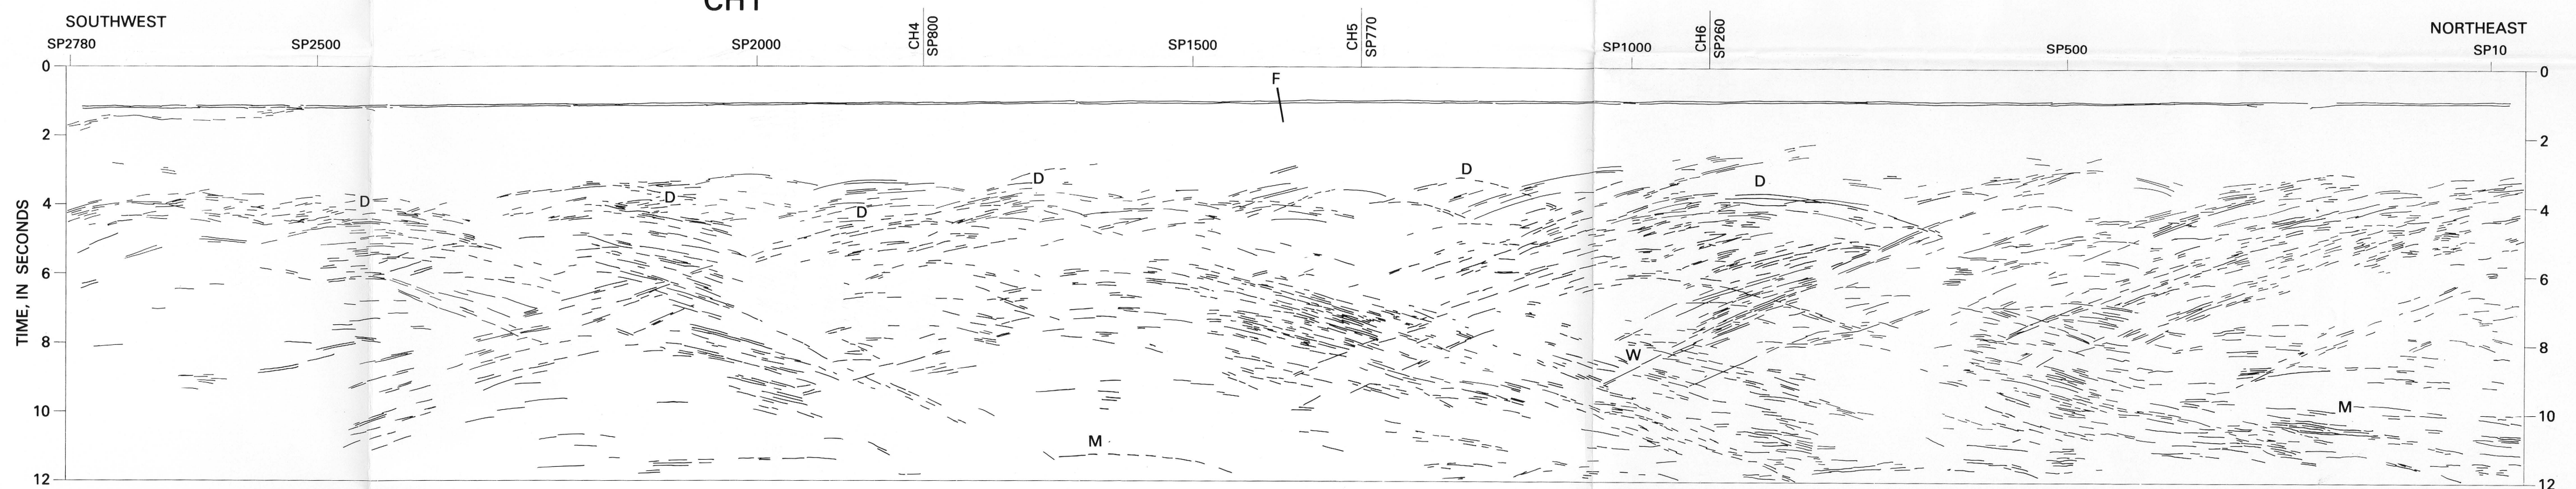 CH1
SOUTHWEST
NORTHEAST
SP2780 SP2500 SP2000 CH4 SP800 SP1500 CH5 SP770 SP1000 CH6 SP260 SP500 SP10
0 0
F
2 2
D D D D D D
4 4
TIME, IN SECONDS
6 6
8 8
W
10 10
M M
12 12